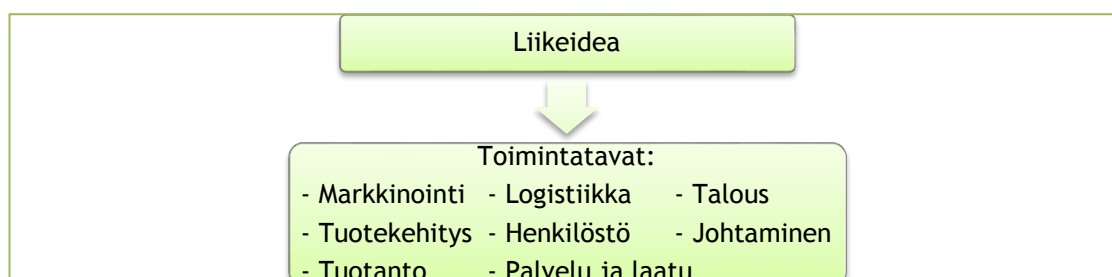 Liikeidea
Toimintatavat:
- Markkinointi - Logistiikka - Talous
- Tuotekehitys - Henkilöstö - Johtaminen
- Tuotanto - Palvelu ja laatu